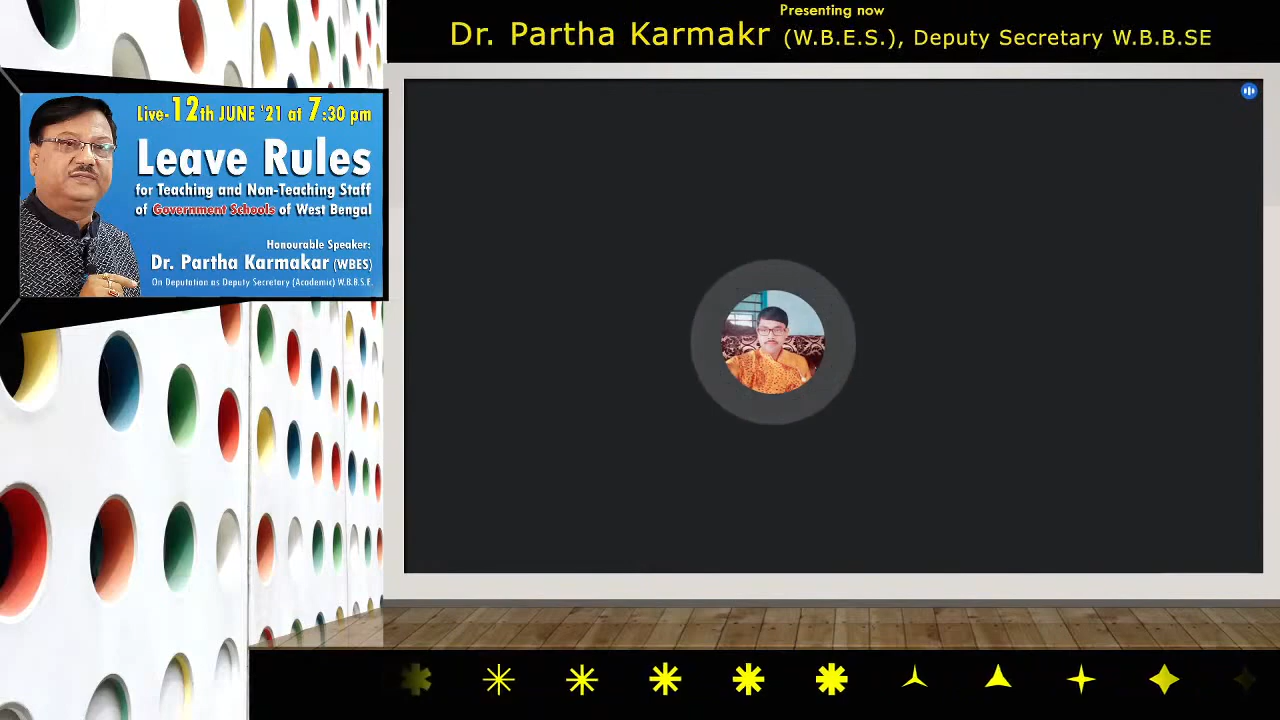 Presenting now
Dr. Partha Karmakr (W.B.E.S.), Deputy Secretary W.B.B.SE
Live-12th JUNE '21 at 7:30 pm
Leave Rules
for Teaching and Non-Teaching Staff
of Government Schools of West Bengal
Honourable Speaker:
Dr. Partha Karmakar (WBES)
On Deputation as Deputy Secretary (Academic) W.B.B.S.E.